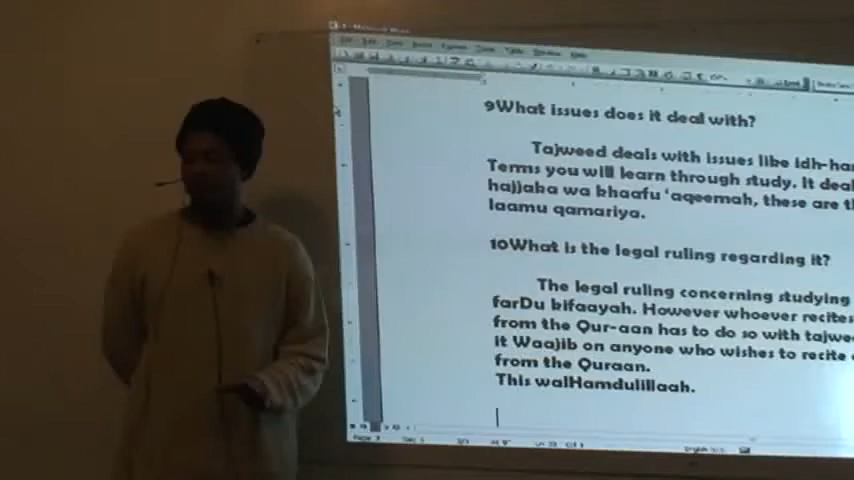 9What issues does it deal with?
Tajweed deals with issues like idh-har
Terms you will learn through study. It deal
hajjaka wa khaafu 'aqeemah, these are th
laamu qamariya.
10What is the legal ruling regarding it?
The legal ruling concerning studying
farDu kifaayah. However whoever recites
from the Qur-aan has to do so with tajwe
it Waajib on anyone who wishes to recite
from the Quraan.
This walHamdulillaah.